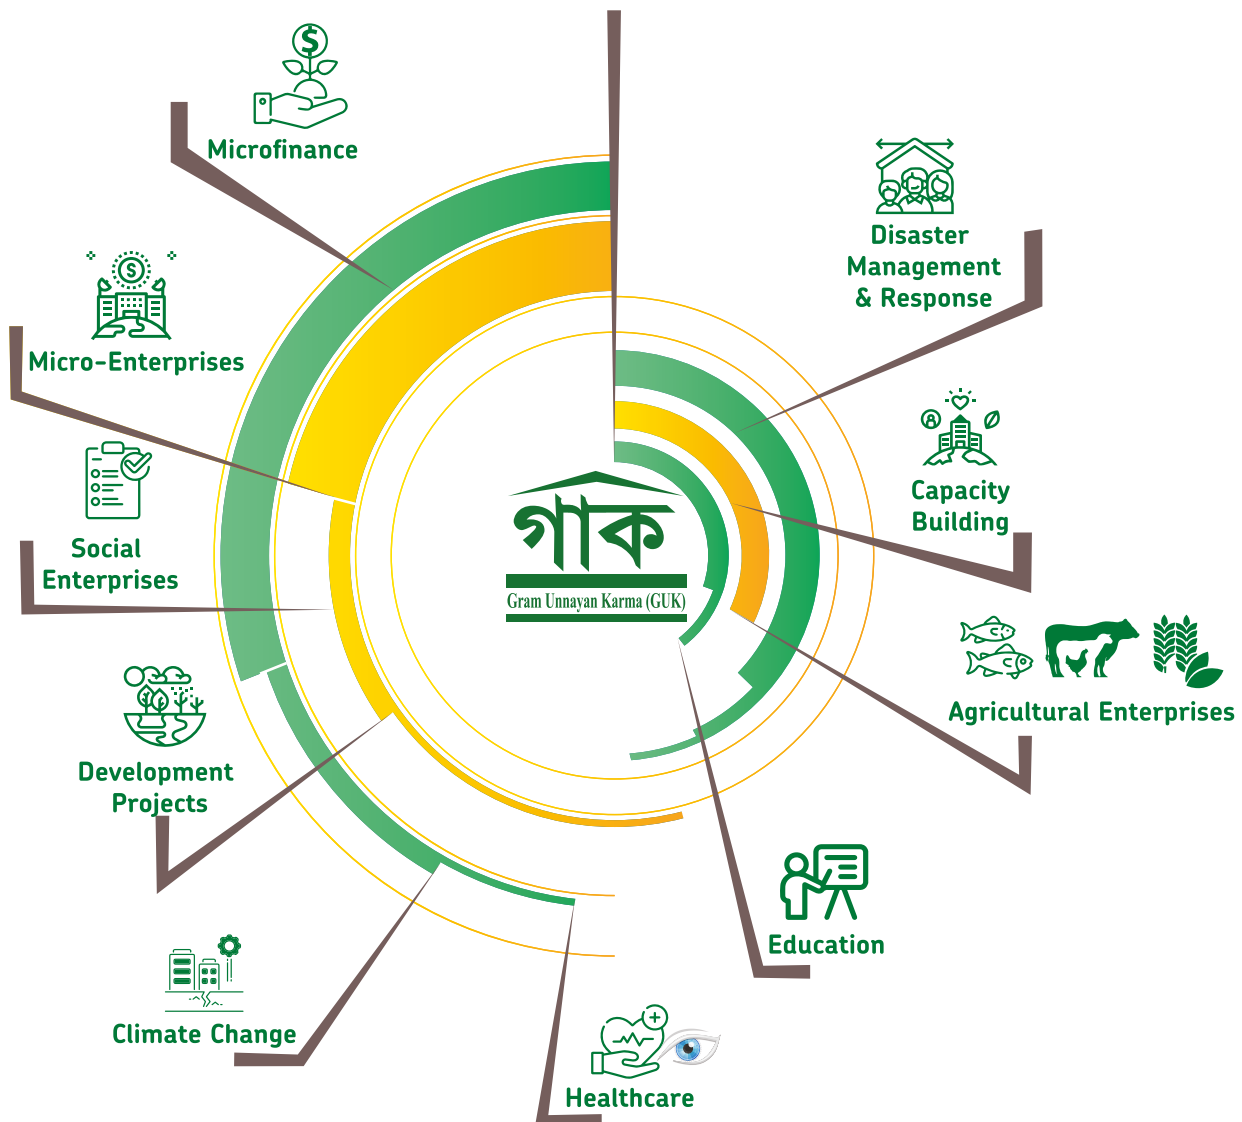 Microfinance
Disaster
Management
& Response
Micro-Enterprises
Capacity
Building
গাক
Gram Unnayan Karma (GUK)
Social
Enterprises
Agricultural Enterprises
Development
Projects
Education
Climate Change
Healthcare